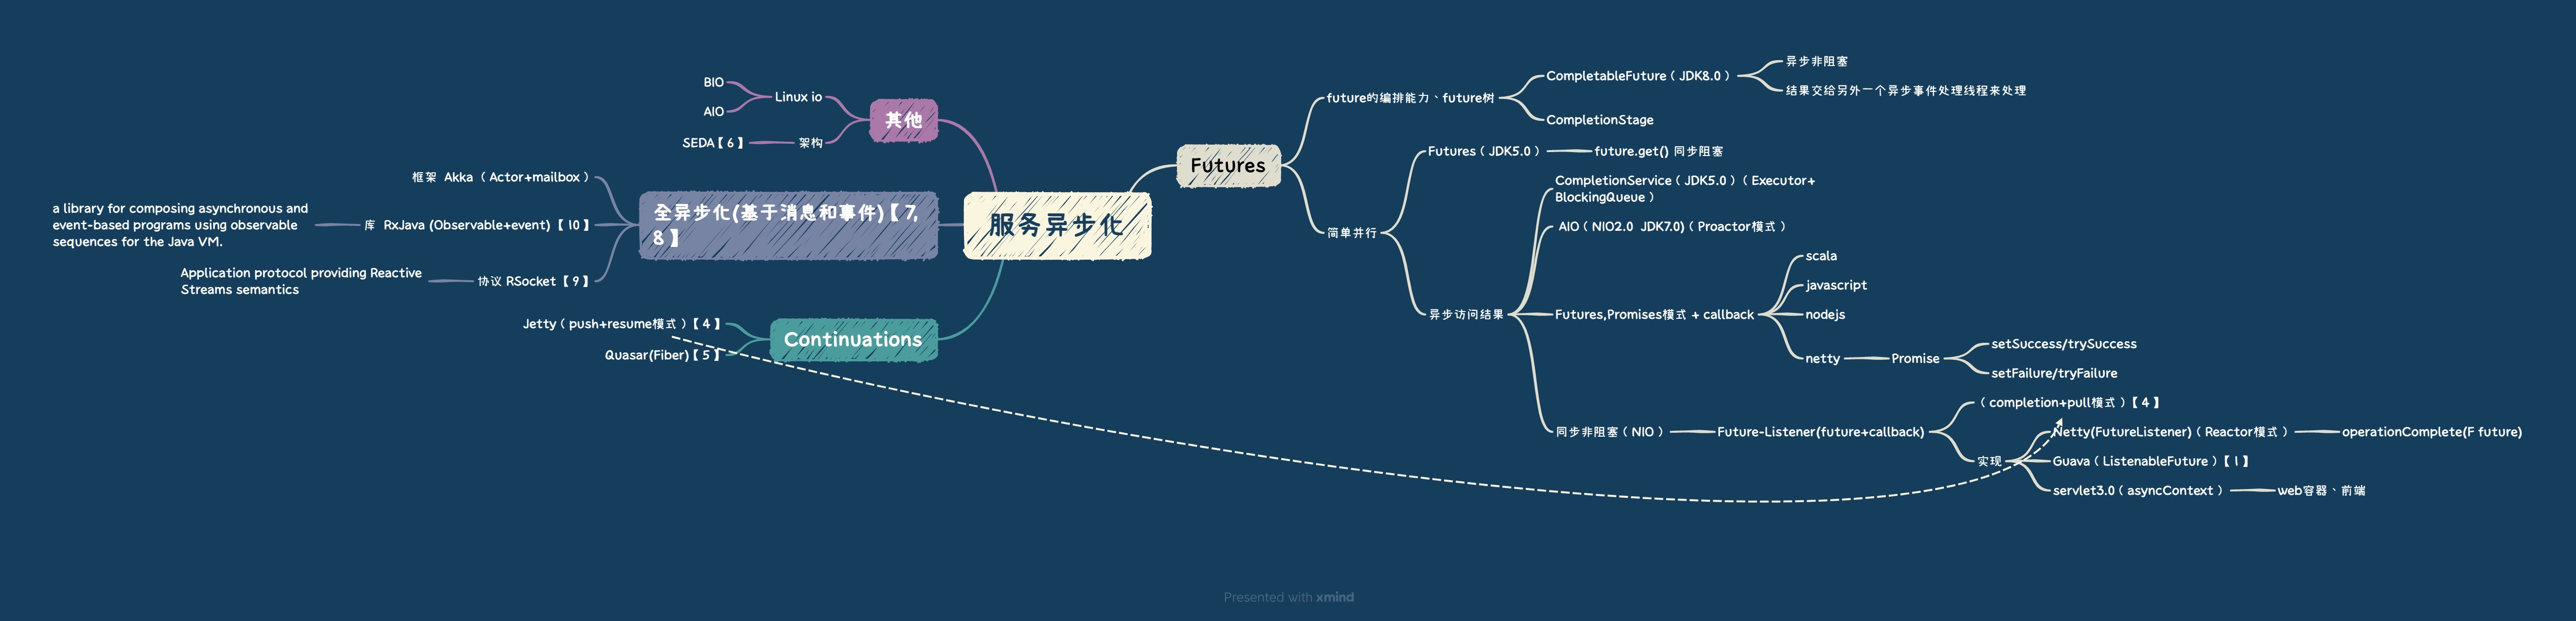 服务异步化
Futures
future的编排能力、future树
CompletableFuture（JDK8.0）
异步非阻塞
结果交给另外一个异步事件处理线程来处理
CompletionStage
简单并行
Futures（JDK5.0）
future.get() 同步阻塞
异步访问结果
CompletionService（JDK5.0）（Executor+
BlockingQueue）
AIO（NIO2.0 JDK7.0)（Proactor模式）
Futures,Promises模式 + callback
scala
javascript
nodejs
netty
Promise
setSuccess/trySuccess
setFailure/tryFailure
同步非阻塞（NIO）
Future-Listener(future+callback)
（completion+pull模式）【4】
实现
Netty(FutureListener)（Reactor模式）
operationComplete(F future)
Guava（ListenableFuture）【1】
servlet3.0（asyncContext）
web容器、前端
其他
Linux io
BIO
AIO
架构
SEDA【6】
全异步化(基于消息和事件)【7,
8】
框架 Akka （Actor+mailbox）
库 RxJava (Observable+event)【10】
a library for composing asynchronous and
event-based programs using observable
sequences for the Java VM.
协议 RSocket【9】
Application protocol providing Reactive
Streams semantics
Continuations
Jetty（push+resume模式）【4】
Quasar(Fiber)【5】
Presented with xmind